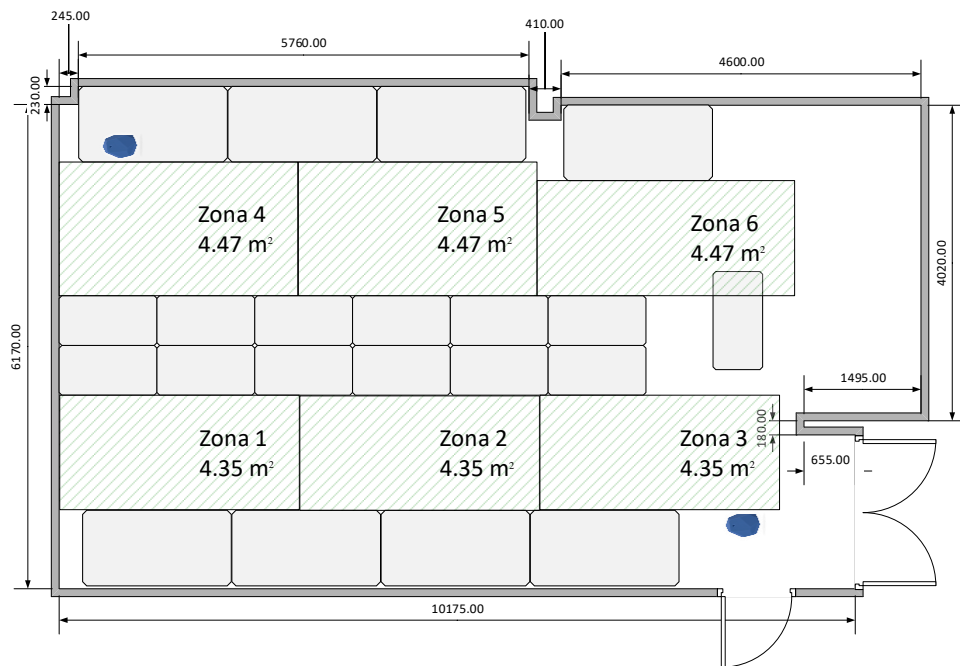 245.00
410.00
5760.00
4600.00
230.00
Zona 4
4.47 m²
Zona 5
4.47 m²
Zona 6
4.47 m²
4020.00
6170.00
1495.00
Zona 1
4.35 m²
Zona 2
4.35 m²
Zona 3
4.35 m²
180.00
655.00
10175.00